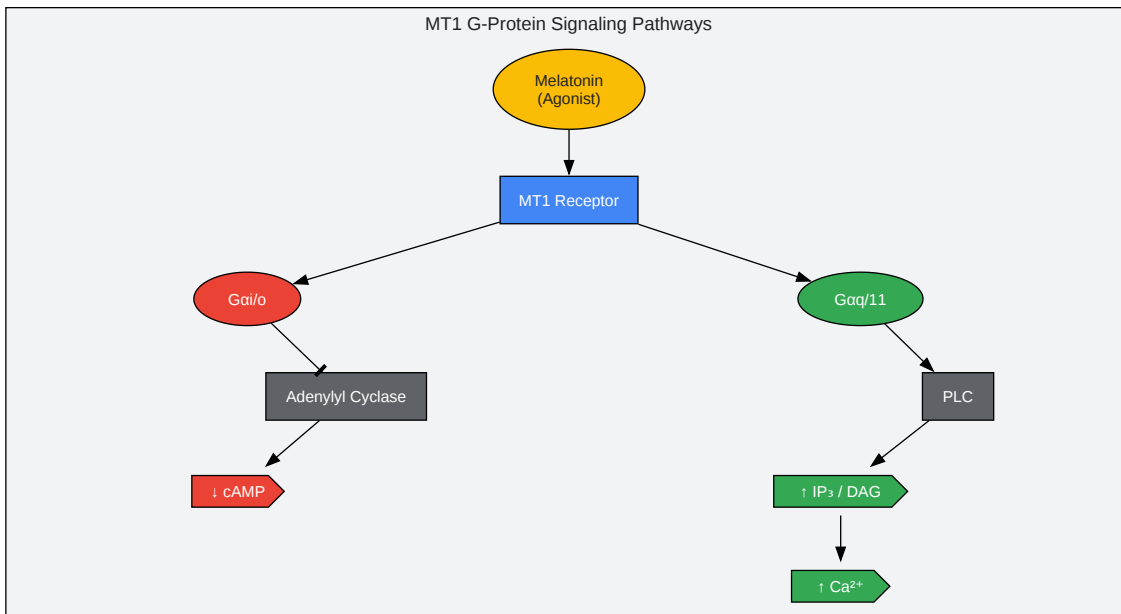 MT1 G-Protein Signaling Pathways
Melatonin
(Agonist)
MT1 Receptor
Gαi/o
Gαq/11
Adenylyl Cyclase
PLC
↓ cAMP
↑ IP₃ / DAG
↑ Ca²⁺